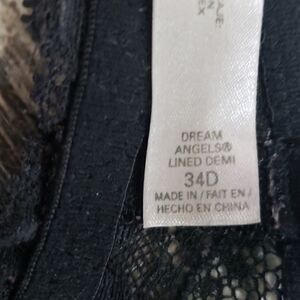 DREAM
ANGELS®
LINED DEMI
34D
MADE IN / FAIT EN /
HECHO EN CHINA